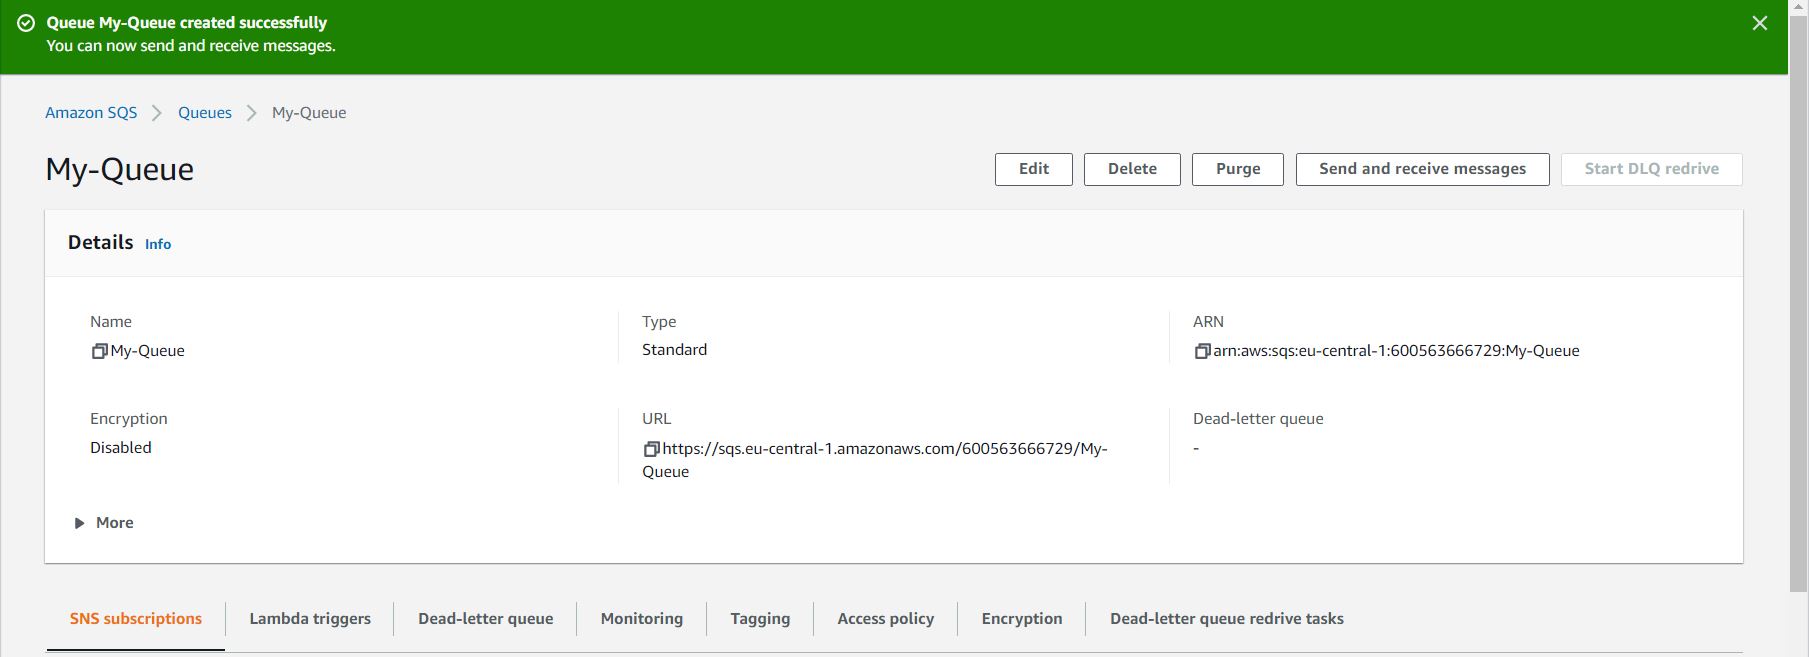 Queue My-Queue created successfully
You can now send and receive messages.
Amazon SQS > Queues > My-Queue
My-Queue
Edit
Delete
Purge
Send and receive messages
Start DLQ redrive
Details Info
Name
My-Queue
Type
Standard
ARN
arn:aws:sqs:eu-central-1:600563666729:My-Queue
Encryption
Disabled
URL
https://sqs.eu-central-1.amazonaws.com/600563666729/My-
Queue
Dead-letter queue
-
More
SNS subscriptions
Lambda triggers
Dead-letter queue
Monitoring
Tagging
Access policy
Encryption
Dead-letter queue redrive tasks